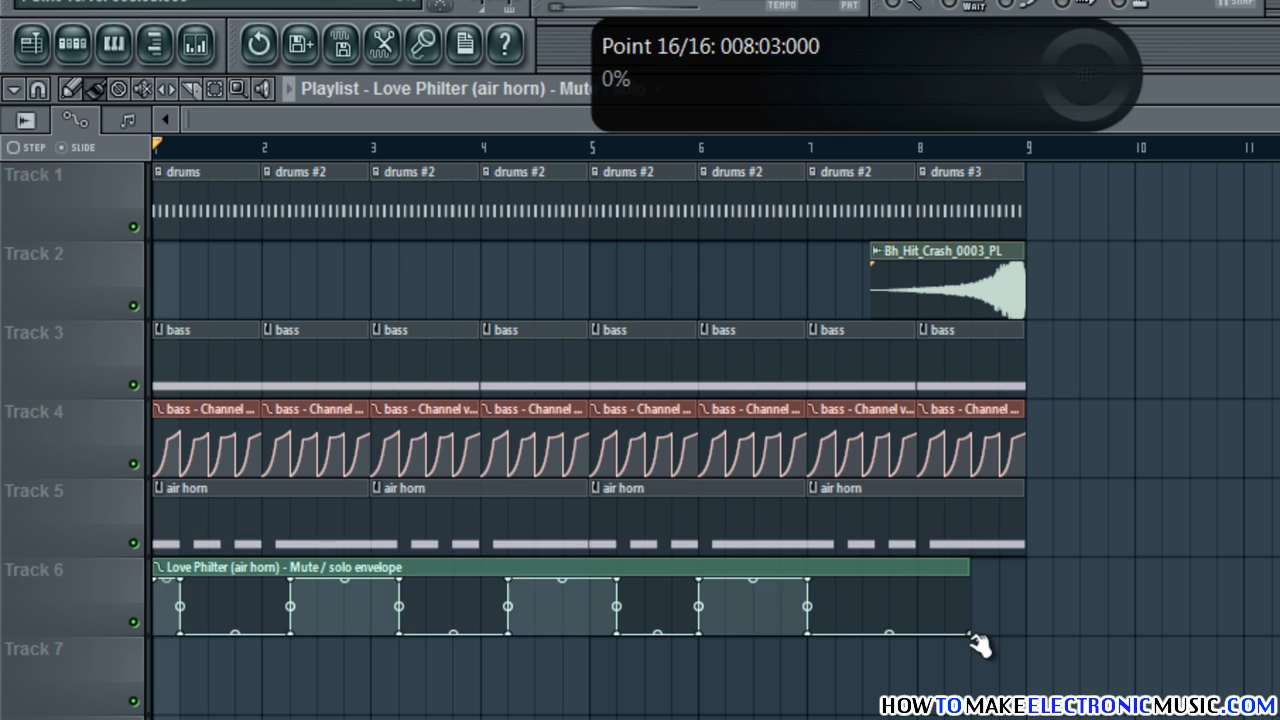 TEMPO
PAT
WAIT
SNAP
Point 16/16: 008:03:000
0%
Playlist - Love Philter (air horn) - Mut
STEP SLIDE
2 3 4 5 6 7 8 9 10 11
Track 1
drums drums #2 drums #2 drums #2 drums #2 drums #2 drums #2 drums #3
Track 2
Bh_Hit_Crash_0003_PL
Track 3
bass bass bass bass bass bass bass bass
Track 4
bass - Channel ... bass - Channel ... bass - Channel v... bass - Channel ... bass - Channel ... bass - Channel ... bass - Channel v... bass - Channel ...
Track 5
air horn air horn air horn air horn
Track 6
Love Philter (air horn) - Mute / solo envelope
Track 7
HOWTOMAKEELECTRONICMUSIC.COM